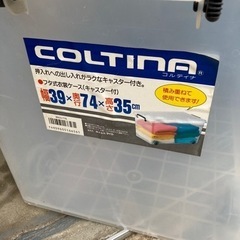 COLTINA®
コルティナ
押入れへの出し入れがラクなキャスター付き。
●フタ式衣裳ケース(キャスター付)
横39×奥行74×高さ35cm
積み重ねて
使用できます!